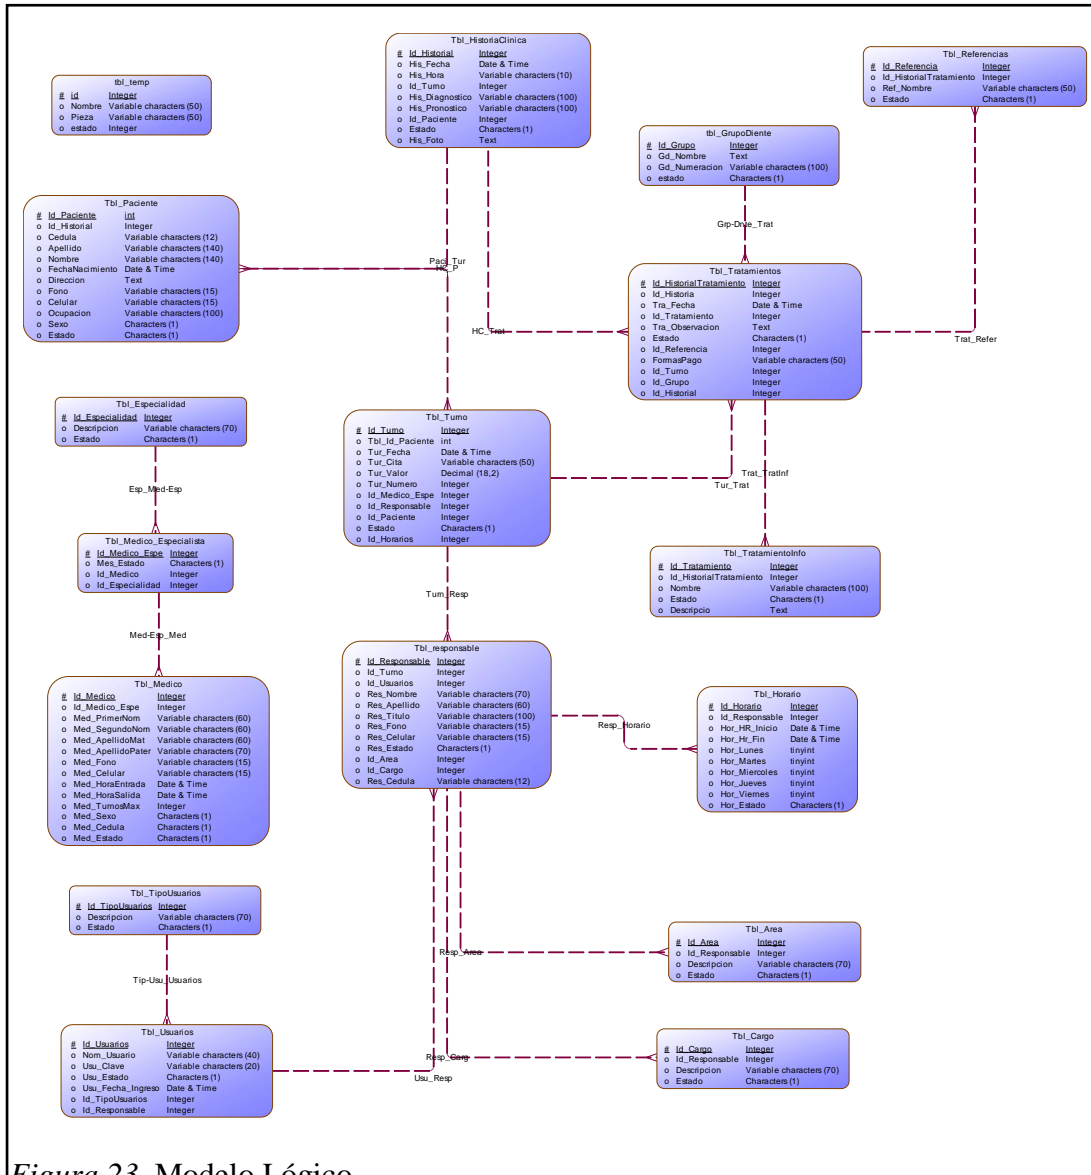 Tbl_HistoriaClinica
# Id_Historial Integer
o His_Fecha Date & Time
o His_Hora Variable characters (10)
o Id_Turno Integer
o His_Diagnostico Variable characters (100)
o His_Pronostico Variable characters (100)
o Id_Paciente Integer
o Estado Characters (1)
o His_Foto Text
Tbl_Referencias
# Id_Referencia Integer
o Id_HistorialTratamiento Integer
o Ref_Nombre Variable characters (50)
o Estado Characters (1)
tbl_temp
# id Integer
o Nombre Variable characters (50)
o Pieza Variable characters (50)
o estado Integer
tbl_GrupoDiente
# Id_Grupo Integer
o Gd_Nombre Text
o Gd_Numeracion Variable characters (100)
o estado Characters (1)
Tbl_Paciente
# Id_Paciente int
o Id_Historial Integer
o Cedula Variable characters (12)
o Apellido Variable characters (140)
o Nombre Variable characters (140)
o FechaNacimiento Date & Time
o Direccion Text
o Fono Variable characters (15)
o Celular Variable characters (15)
o Ocupacion Variable characters (100)
o Sexo Characters (1)
o Estado Characters (1)
Grp-Dnte_Trat
Paci_Tur
HC_P
Tbl_Tratamientos
# Id_HistorialTratamiento Integer
o Id_Historia Integer
o Tra_Fecha Date & Time
o Id_Tratamiento Integer
o Tra_Observacion Text
o Estado Characters (1)
o Id_Referencia Integer
o FormasPago Variable characters (50)
o Id_Turno Integer
o Id_Grupo Integer
o Id_Historial Integer
HC_Trat
Trat_Refer
Tbl_Especialidad
# Id_Especialidad Integer
o Descripcion Variable characters (70)
o Estado Characters (1)
Tbl_Turno
# Id_Turno Integer
o Tbl_Id_Paciente int
o Tur_Fecha Date & Time
o Tur_Cita Variable characters (50)
o Tur_Valor Decimal (18,2)
o Tur_Numero Integer
o Id_Medico_Espe Integer
o Id_Responsable Integer
o Id_Paciente Integer
o Estado Characters (1)
o Id_Horarios Integer
Trat_TratInf
Tur_Trat
Esp_Med-Esp
Tbl_Medico_Especialista
# Id_Medico_Espe Integer
o Mes_Estado Characters (1)
o Id_Medico Integer
o Id_Especialidad Integer
Tbl_TratamientoInfo
# Id_Tratamiento Integer
o Id_HistorialTratamiento Integer
o Nombre Variable characters (100)
o Estado Characters (1)
o Descripcio Text
Turn_Resp
Med-Esp_Med
Tbl_responsable
# Id_Responsable Integer
o Id_Turno Integer
o Id_Usuarios Integer
o Res_Nombre Variable characters (70)
o Res_Apellido Variable characters (60)
o Res_Titulo Variable characters (100)
o Res_Fono Variable characters (15)
o Res_Celular Variable characters (15)
o Res_Estado Characters (1)
o Id_Area Integer
o Id_Cargo Integer
o Res_Cedula Variable characters (12)
Tbl_Medico
# Id_Medico Integer
o Id_Medico_Espe Integer
o Med_PrimerNom Variable characters (60)
o Med_SegundoNom Variable characters (60)
o Med_ApellidoMat Variable characters (60)
o Med_ApellidoPater Variable characters (70)
o Med_Fono Variable characters (15)
o Med_Celular Variable characters (15)
o Med_HoraEntrada Date & Time
o Med_HoraSalida Date & Time
o Med_TurnosMax Integer
o Med_Sexo Characters (1)
o Med_Cedula Characters (1)
o Med_Estado Characters (1)
Resp_Horario
Tbl_Horario
# Id_Horario Integer
o Id_Responsable Integer
o Hor_HR_Inicio Date & Time
o Hor_Hr_Fin Date & Time
o Hor_Lunes tinyint
o Hor_Martes tinyint
o Hor_Miercoles tinyint
o Hor_Jueves tinyint
o Hor_Viernes tinyint
o Hor_Estado Characters (1)
Tbl_TipoUsuarios
# Id_TipoUsuarios Integer
o Descripcion Variable characters (70)
o Estado Characters (1)
Tbl_Area
# Id_Area Integer
o Id_Responsable Integer
o Descripcion Variable characters (70)
o Estado Characters (1)
Resp_Area
Tip-Usu_Usuarios
Tbl_Usuarios
# Id_Usuarios Integer
o Nom_Usuario Variable characters (40)
o Usu_Clave Variable characters (20)
o Usu_Estado Characters (1)
o Usu_Fecha_Ingreso Date & Time
o Id_TipoUsuarios Integer
o Id_Responsable Integer
Tbl_Cargo
# Id_Cargo Integer
o Id_Responsable Integer
o Descripcion Variable characters (70)
o Estado Characters (1)
Resp_Carg
Usu_Resp
Figura 23. Modelo Lógico